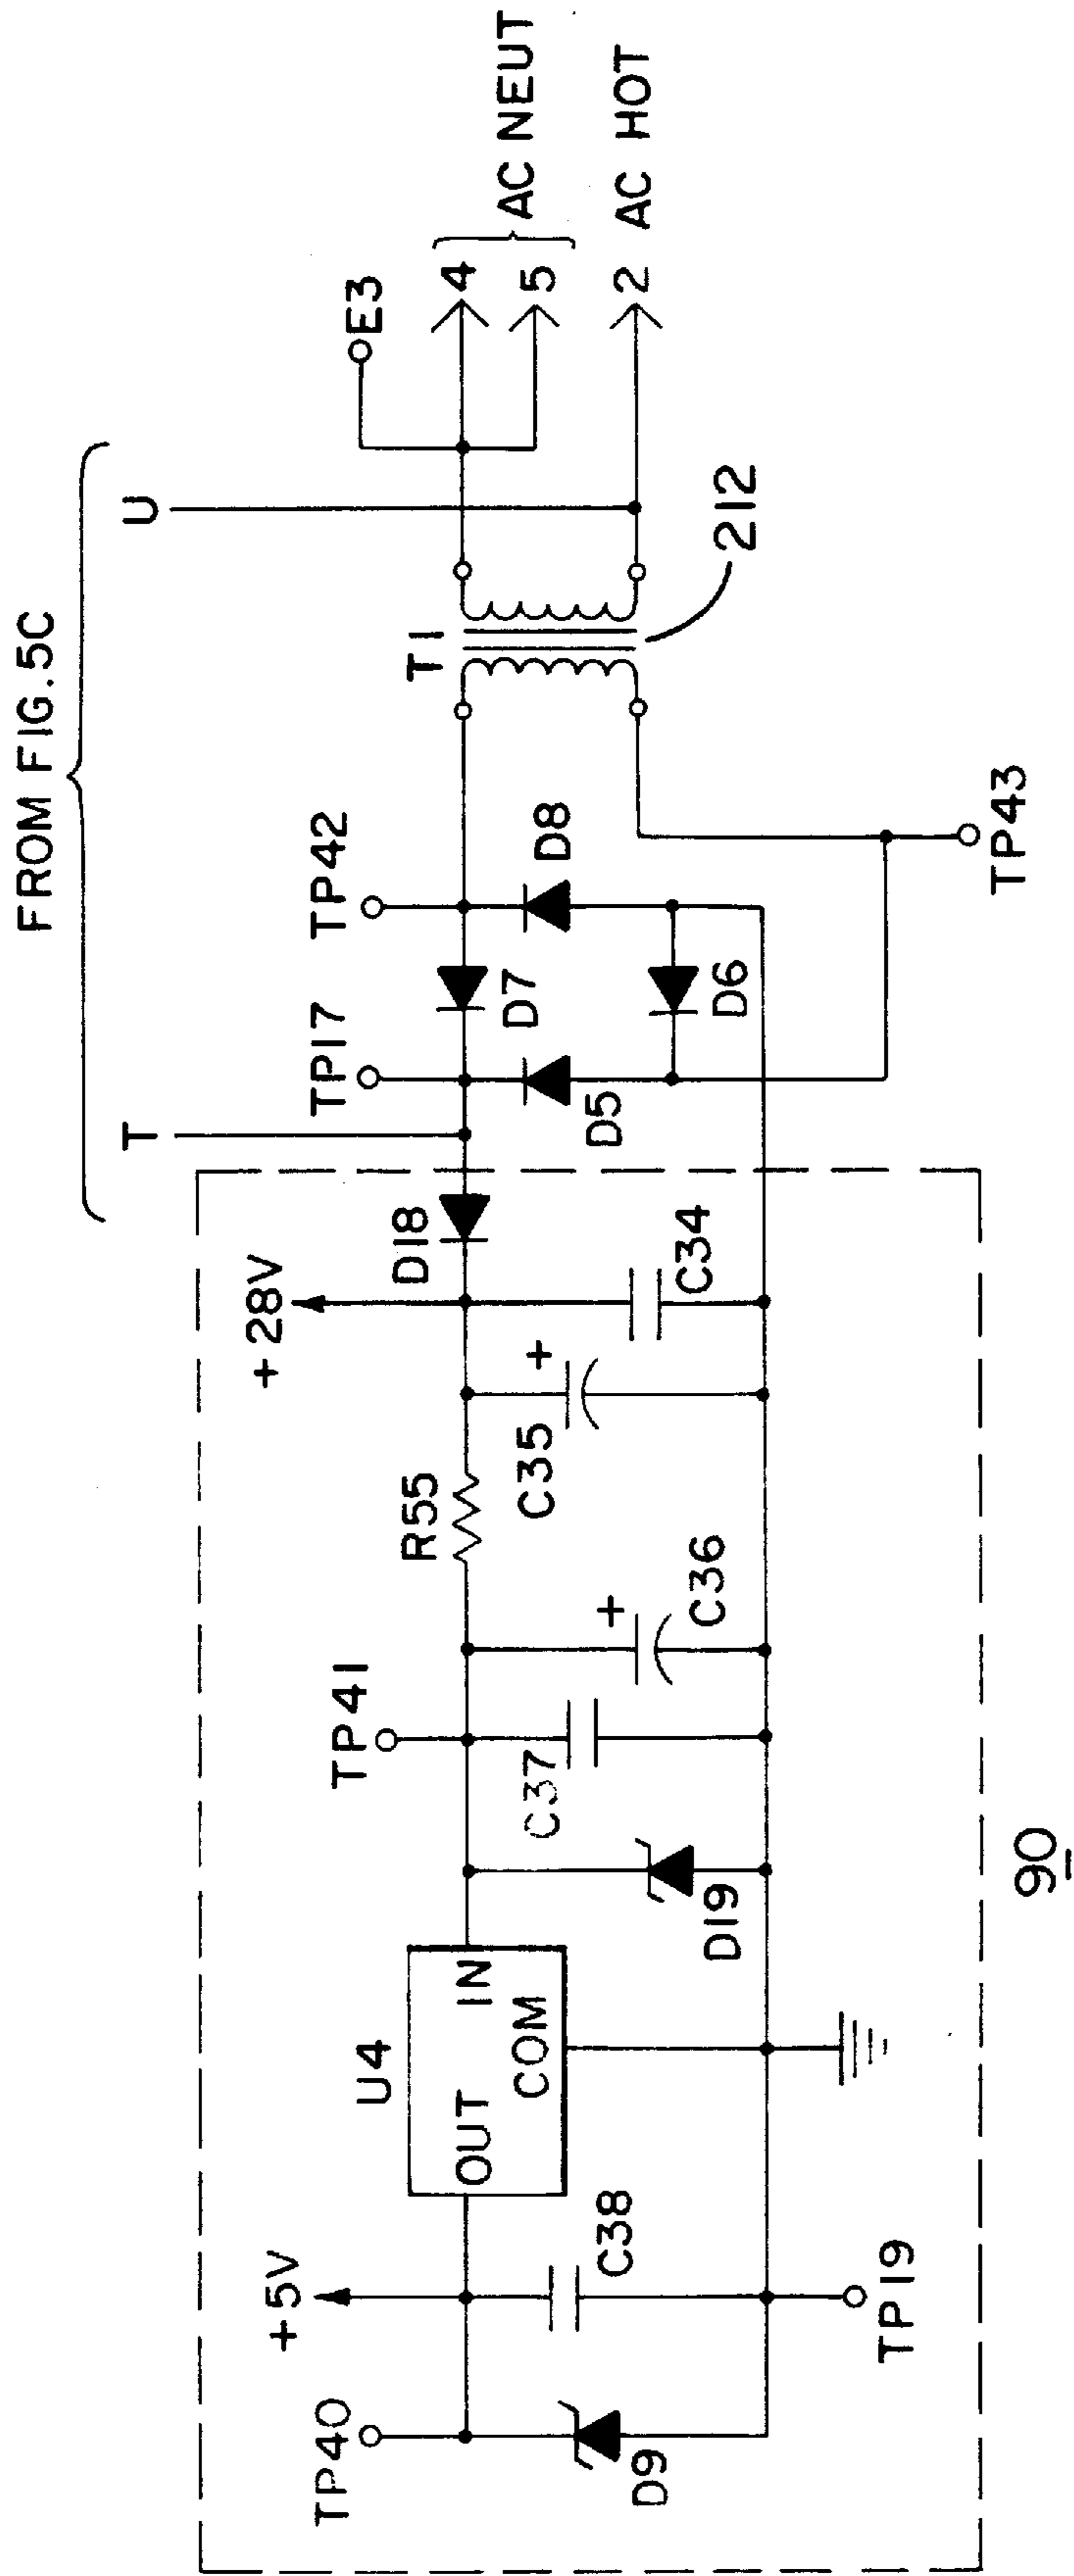 FROM FIG. 5C
T
U
TP40
+5V
U4
OUT
IN
COM
TP41
R55
+28V
D18
TP17
TP42
T1
E3
4
5
AC NEUT
2
AC HOT
D9
C38
TP19
D19
C37
C36
C35
C34
D5
D7
D6
D8
TP43
212
90